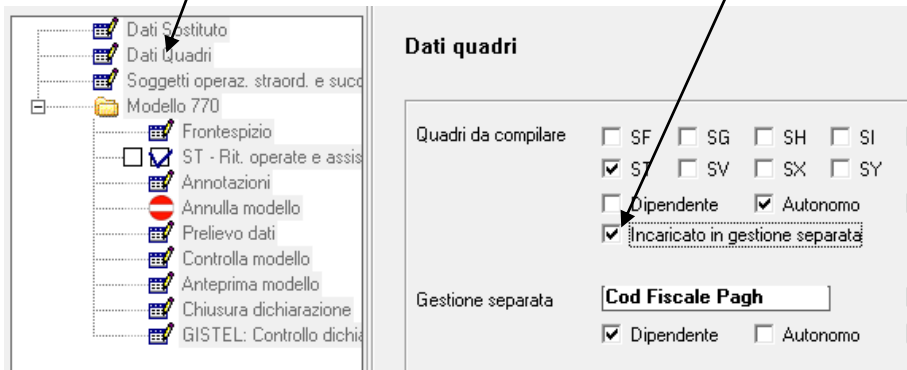 Dati Sostituto
Dati Quadri
Soggetti operaz. straord. e succ
Modello 770
Frontespizio
ST - Rit. operate e assis
Annotazioni
Annulla modello
Prelievo dati
Controlla modello
Anteprima modello
Chiusura dichiarazione
GISTEL: Controllo dichia
Dati quadri
Quadri da compilare SF SG SH SI
ST SV SX SY
Dipendente Autonomo
Incaricato in gestione separata
Gestione separata Cod Fiscale Pagh
Dipendente Autonomo